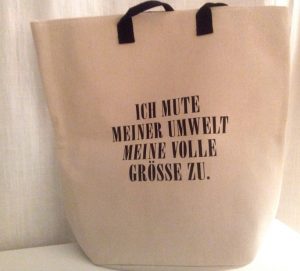 ICH MUTE
MEINER UMWELT
MEINE VOLLE
GRÖSSE ZU.